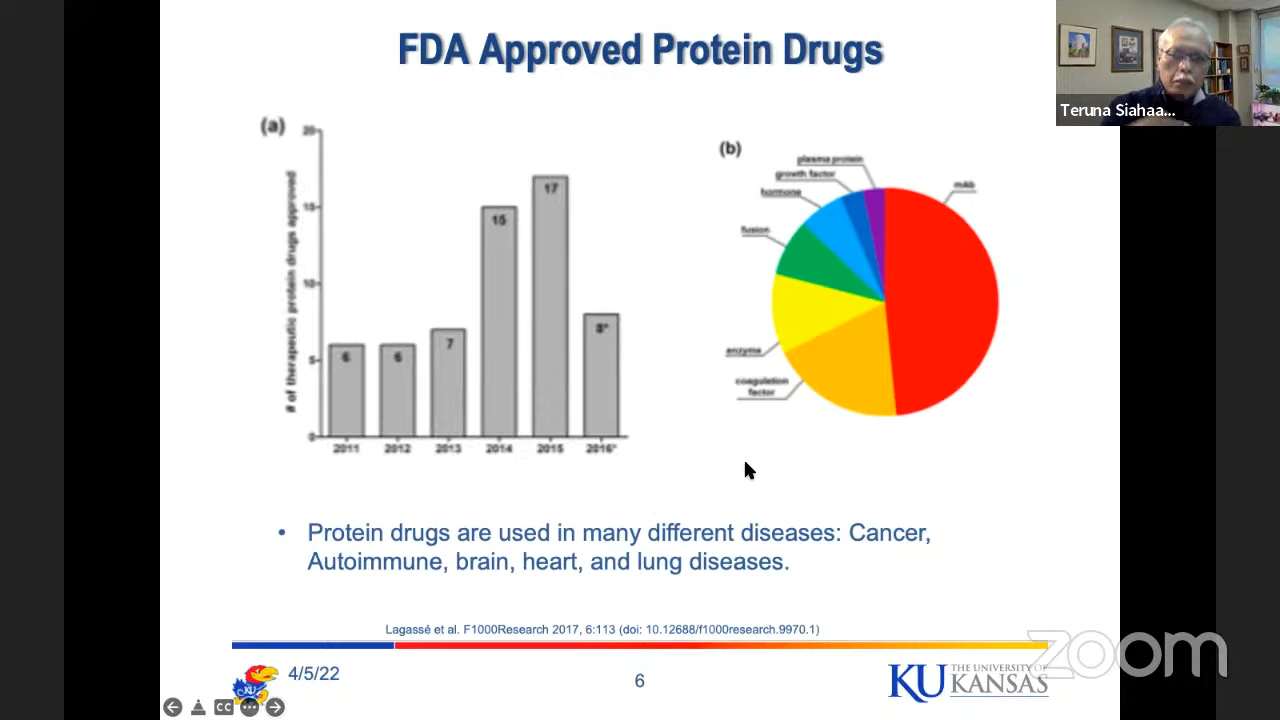 FDA Approved Protein Drugs
Teruna Siahaa...
(a)
# of therapeutic protein drugs approved
20
15
10
5
0
6
6
7
15
17
8*
2011
2012
2013
2014
2015
2016*
(b)
plasma protein
growth factor
hormone
fusion
enzyme
coagulation
factor
mAb
• Protein drugs are used in many different diseases: Cancer,
Autoimmune, brain, heart, and lung diseases.
Lagassé et al. F1000Research 2017, 6:113 (doi: 10.12688/f1000research.9970.1)
zoom
KU
4/5/22
6
KU THE UNIVERSITY OF
KANSAS
CC